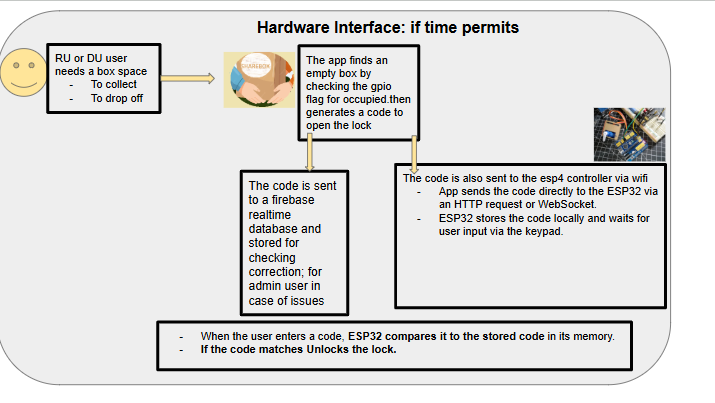 Hardware Interface: if time permits
RU or DU user
needs a box space
- To collect
- To drop off
SHAREBOX
The app finds an
empty box by
checking the gpio
flag for occupied.then
generates a code to
open the lock
The code is sent
to a firebase
realtime
database and
stored for
checking
correction; for
admin user in
case of issues
The code is also sent to the esp4 controller via wifi
- App sends the code directly to the ESP32 via
an HTTP request or WebSocket.
- ESP32 stores the code locally and waits for
user input via the keypad.
- When the user enters a code, ESP32 compares it to the stored code in its memory.
- If the code matches Unlocks the lock.